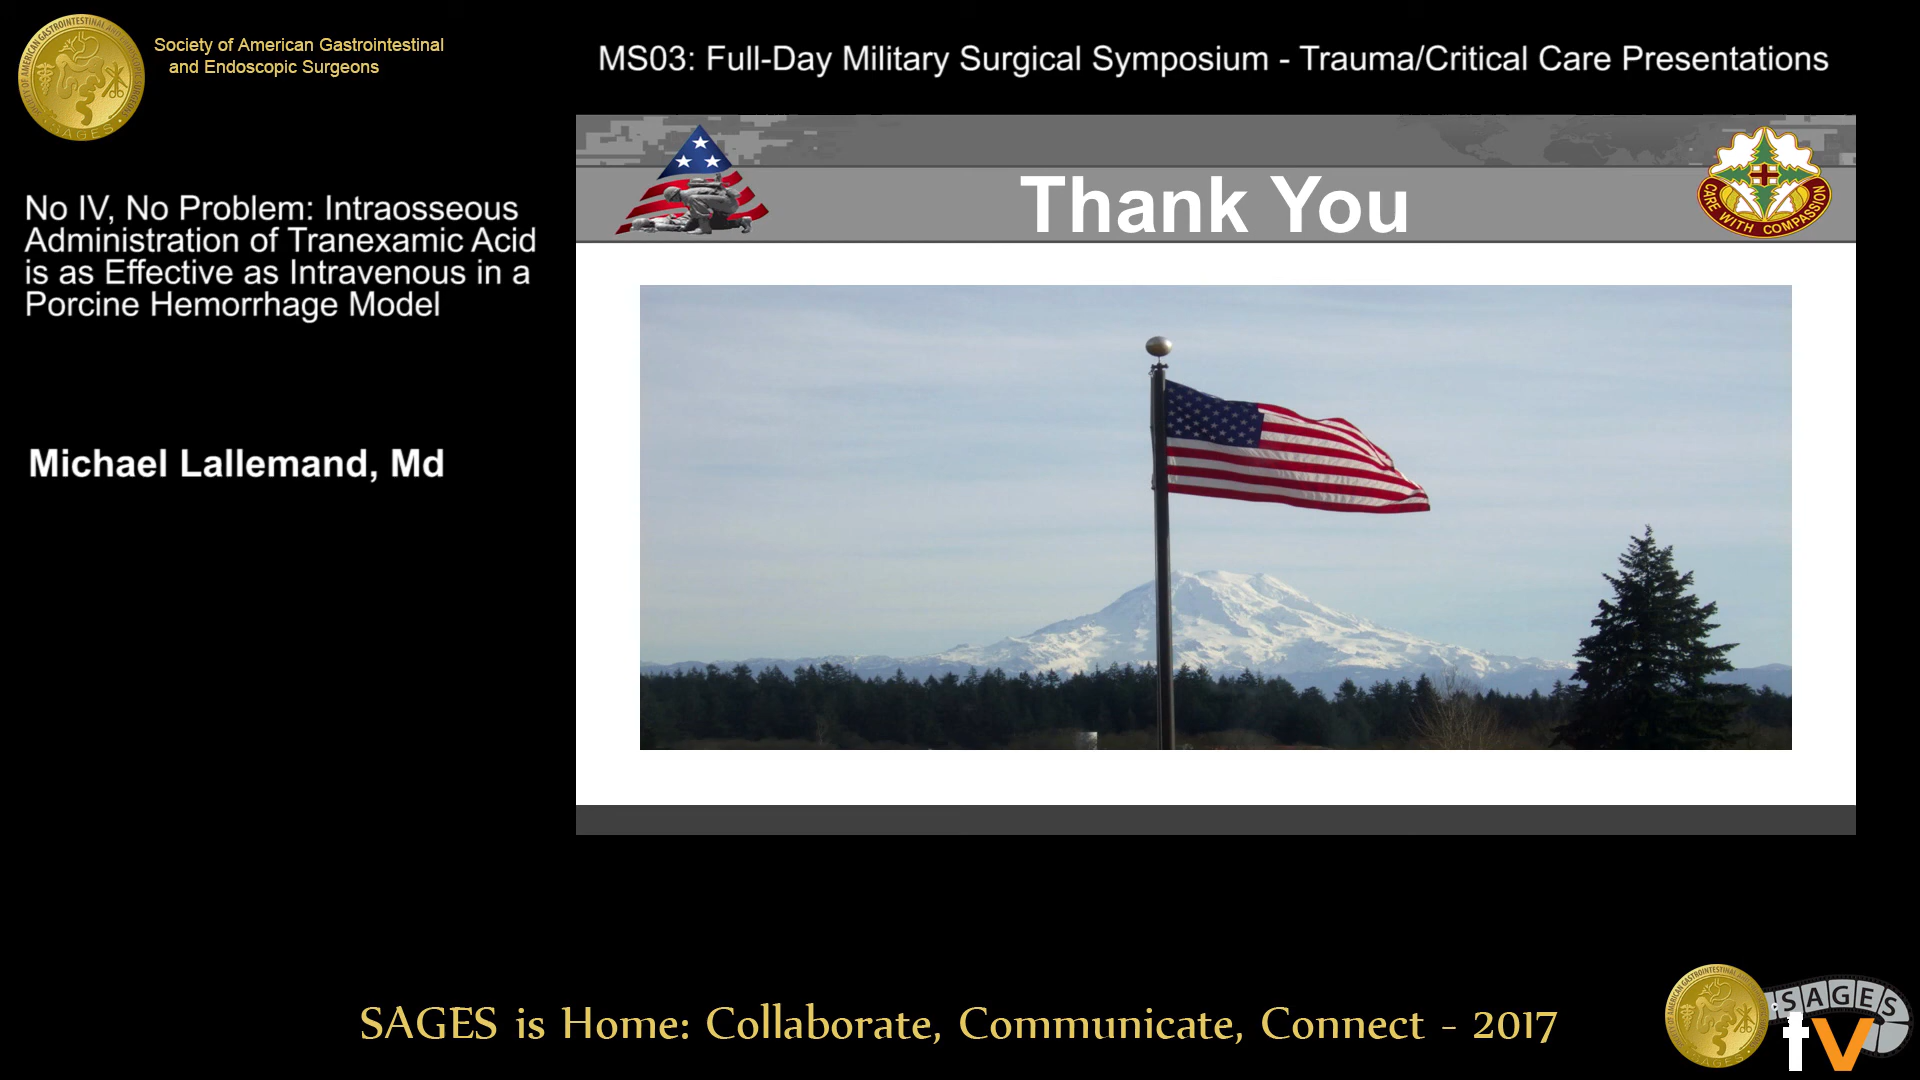 Society of American Gastrointestinal
and Endoscopic Surgeons
SAGES
MS03: Full-Day Military Surgical Symposium - Trauma/Critical Care Presentations
No IV, No Problem: Intraosseous
Administration of Tranexamic Acid
is as Effective as Intravenous in a
Porcine Hemorrhage Model
Michael Lallemand, Md
Thank You
CARE WITH COMPASSION
SAGES is Home: Collaborate, Communicate, Connect - 2017
SAGES
tv